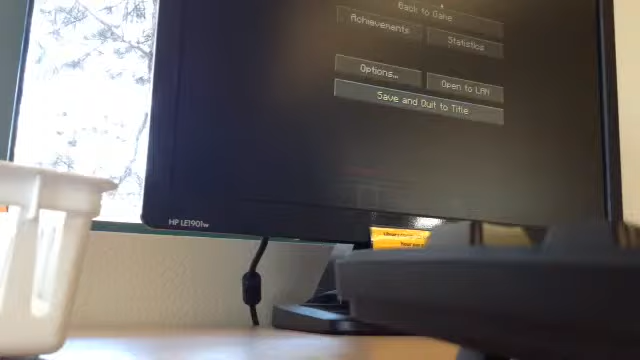 Back to Game
Achievements
Statistics
Options...
Open to LAN
Save and Quit to Title
HP LE1901w